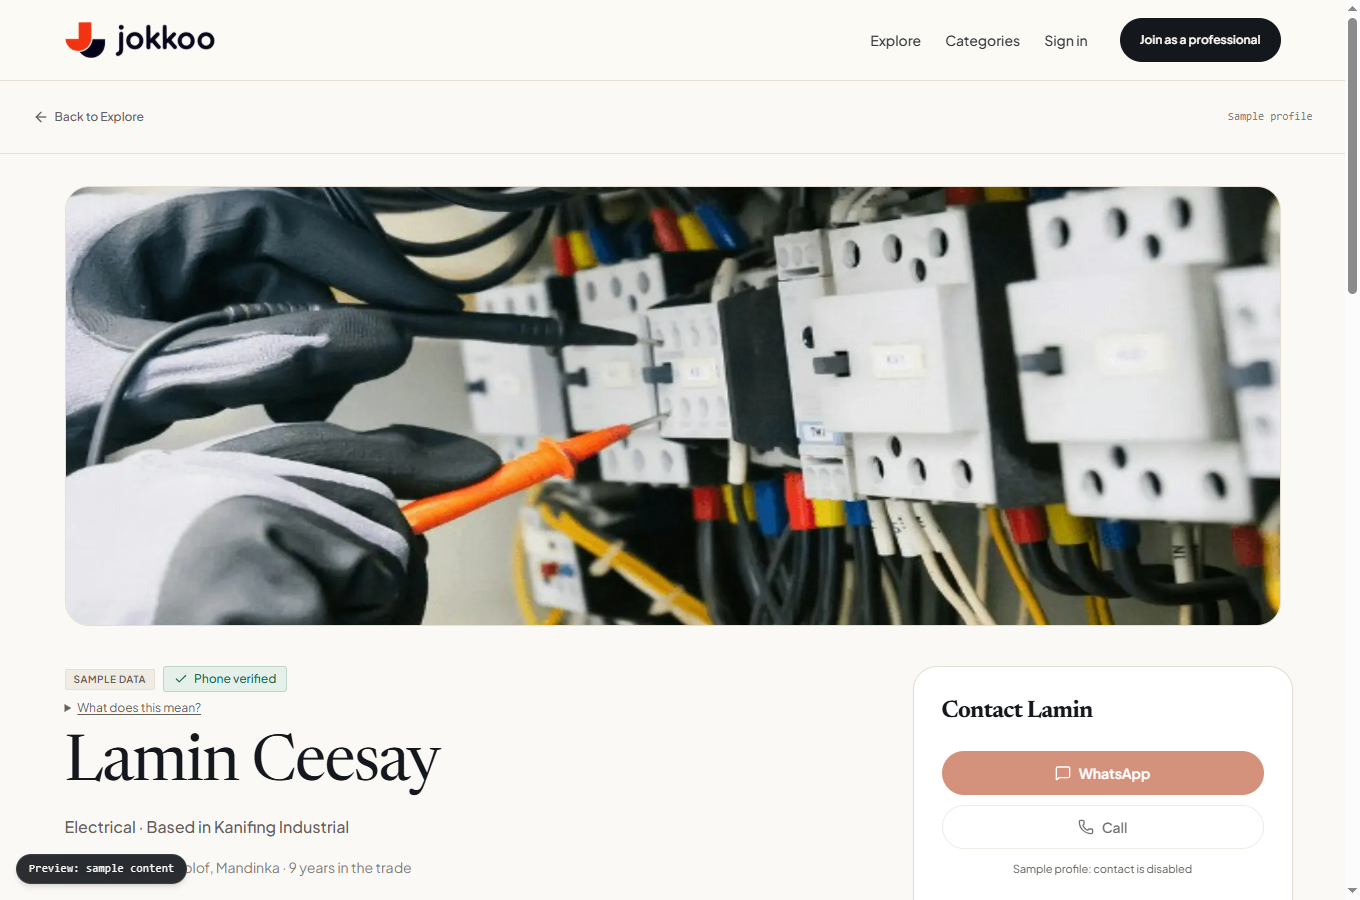 jokkoo
Explore
Categories
Sign in
Join as a professional
Back to Explore
Sample profile
SAMPLE DATA
Phone verified
What does this mean?
Lamin Ceesay
Electrical · Based in Kanifing Industrial
Mandinka · 9 years in the trade
Preview: sample content
Contact Lamin
WhatsApp
Call
Sample profile: contact is disabled